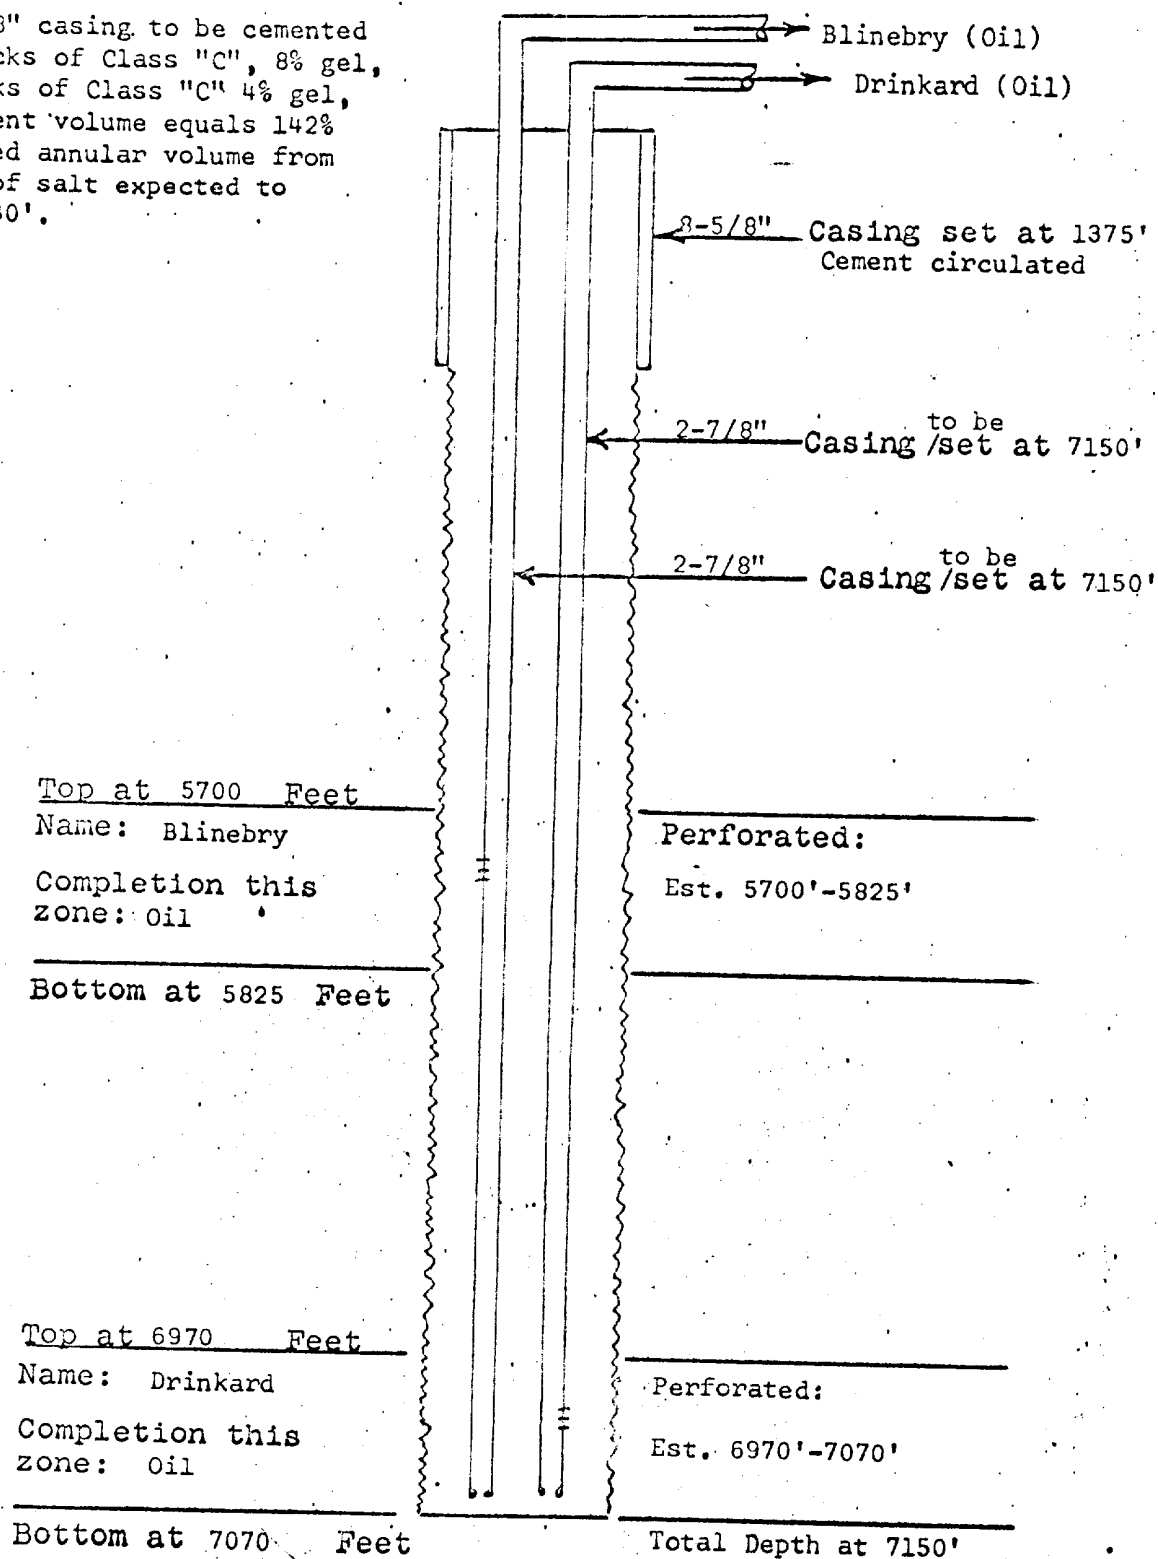 8" casing to be cemented
cks of Class "C", 8% gel,
ks of Class "C" 4% gel,
ent volume equals 142%
ed annular volume from
of salt expected to
50'.
Blinebry (Oil)
Drinkard (Oil)
8-5/8" Casing set at 1375'
Cement circulated
to be
2-7/8" Casing /set at 7150'
to be
2-7/8" Casing /set at 7150'
Top at 5700 Feet
Name: Blinebry
Completion this
zone: Oil
Bottom at 5825 Feet
Perforated:
Est. 5700'-5825'
Top at 6970 Feet
Name: Drinkard
Completion this
zone: Oil
Bottom at 7070 Feet
Perforated:
Est. 6970'-7070'
Total Depth at 7150'